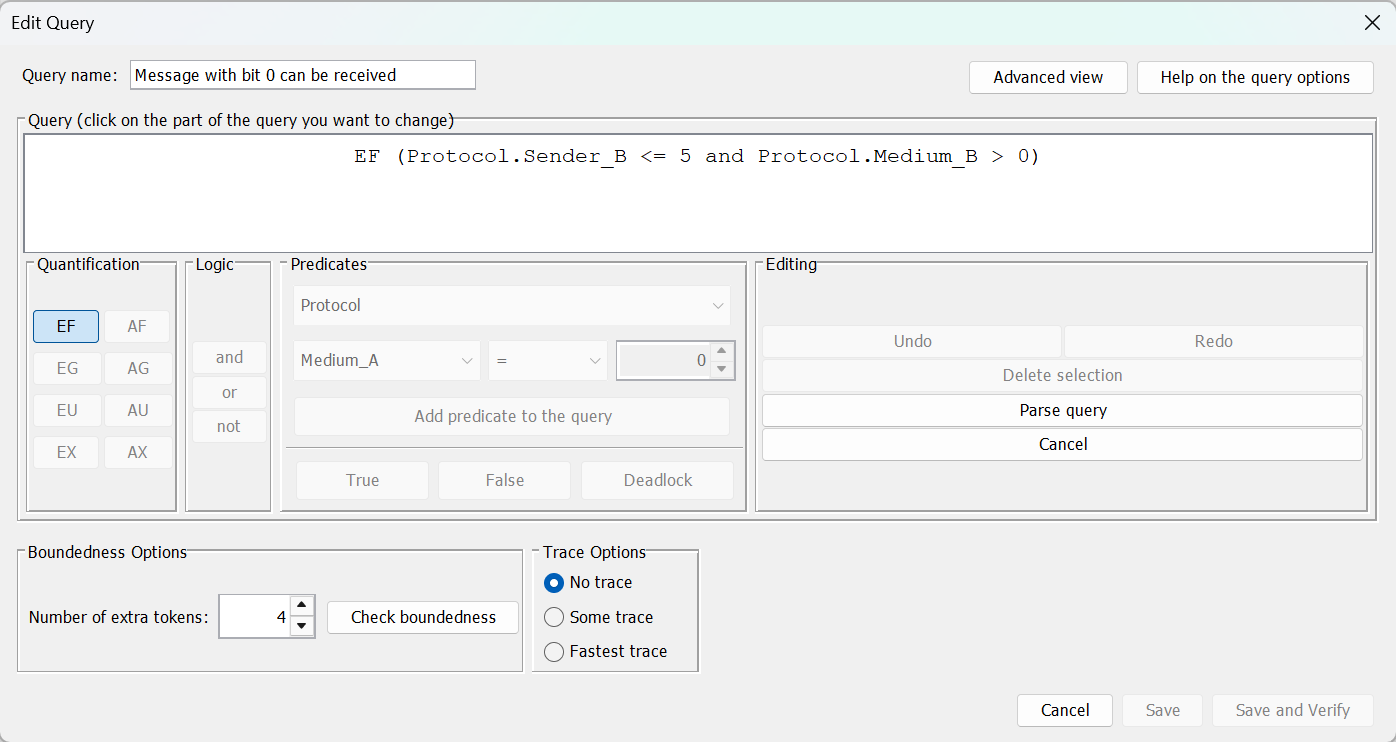 Edit Query
Query name: Message with bit 0 can be received
Advanced view
Help on the query options
Query (click on the part of the query you want to change)
EF (Protocol.Sender_B <= 5 and Protocol.Medium_B > 0)
Quantification
EF AF
EG AG
EU AU
EX AX
Logic
and
or
not
Predicates
Protocol
Medium_A = 0
Add predicate to the query
True False Deadlock
Editing
Undo Redo
Delete selection
Parse query
Cancel
Boundedness Options
Number of extra tokens: 4 Check boundedness
Trace Options
No trace
Some trace
Fastest trace
Cancel Save Save and Verify